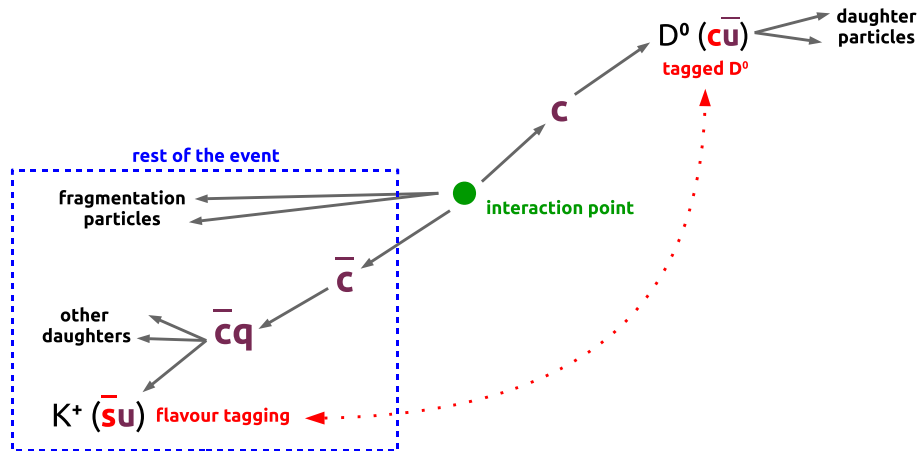 D⁰ (cu̅)
tagged D⁰
daughter
particles
c
rest of the event
fragmentation
particles
interaction point
c̅
c̅q
other
daughters
K⁺ (s̅u) flavour tagging